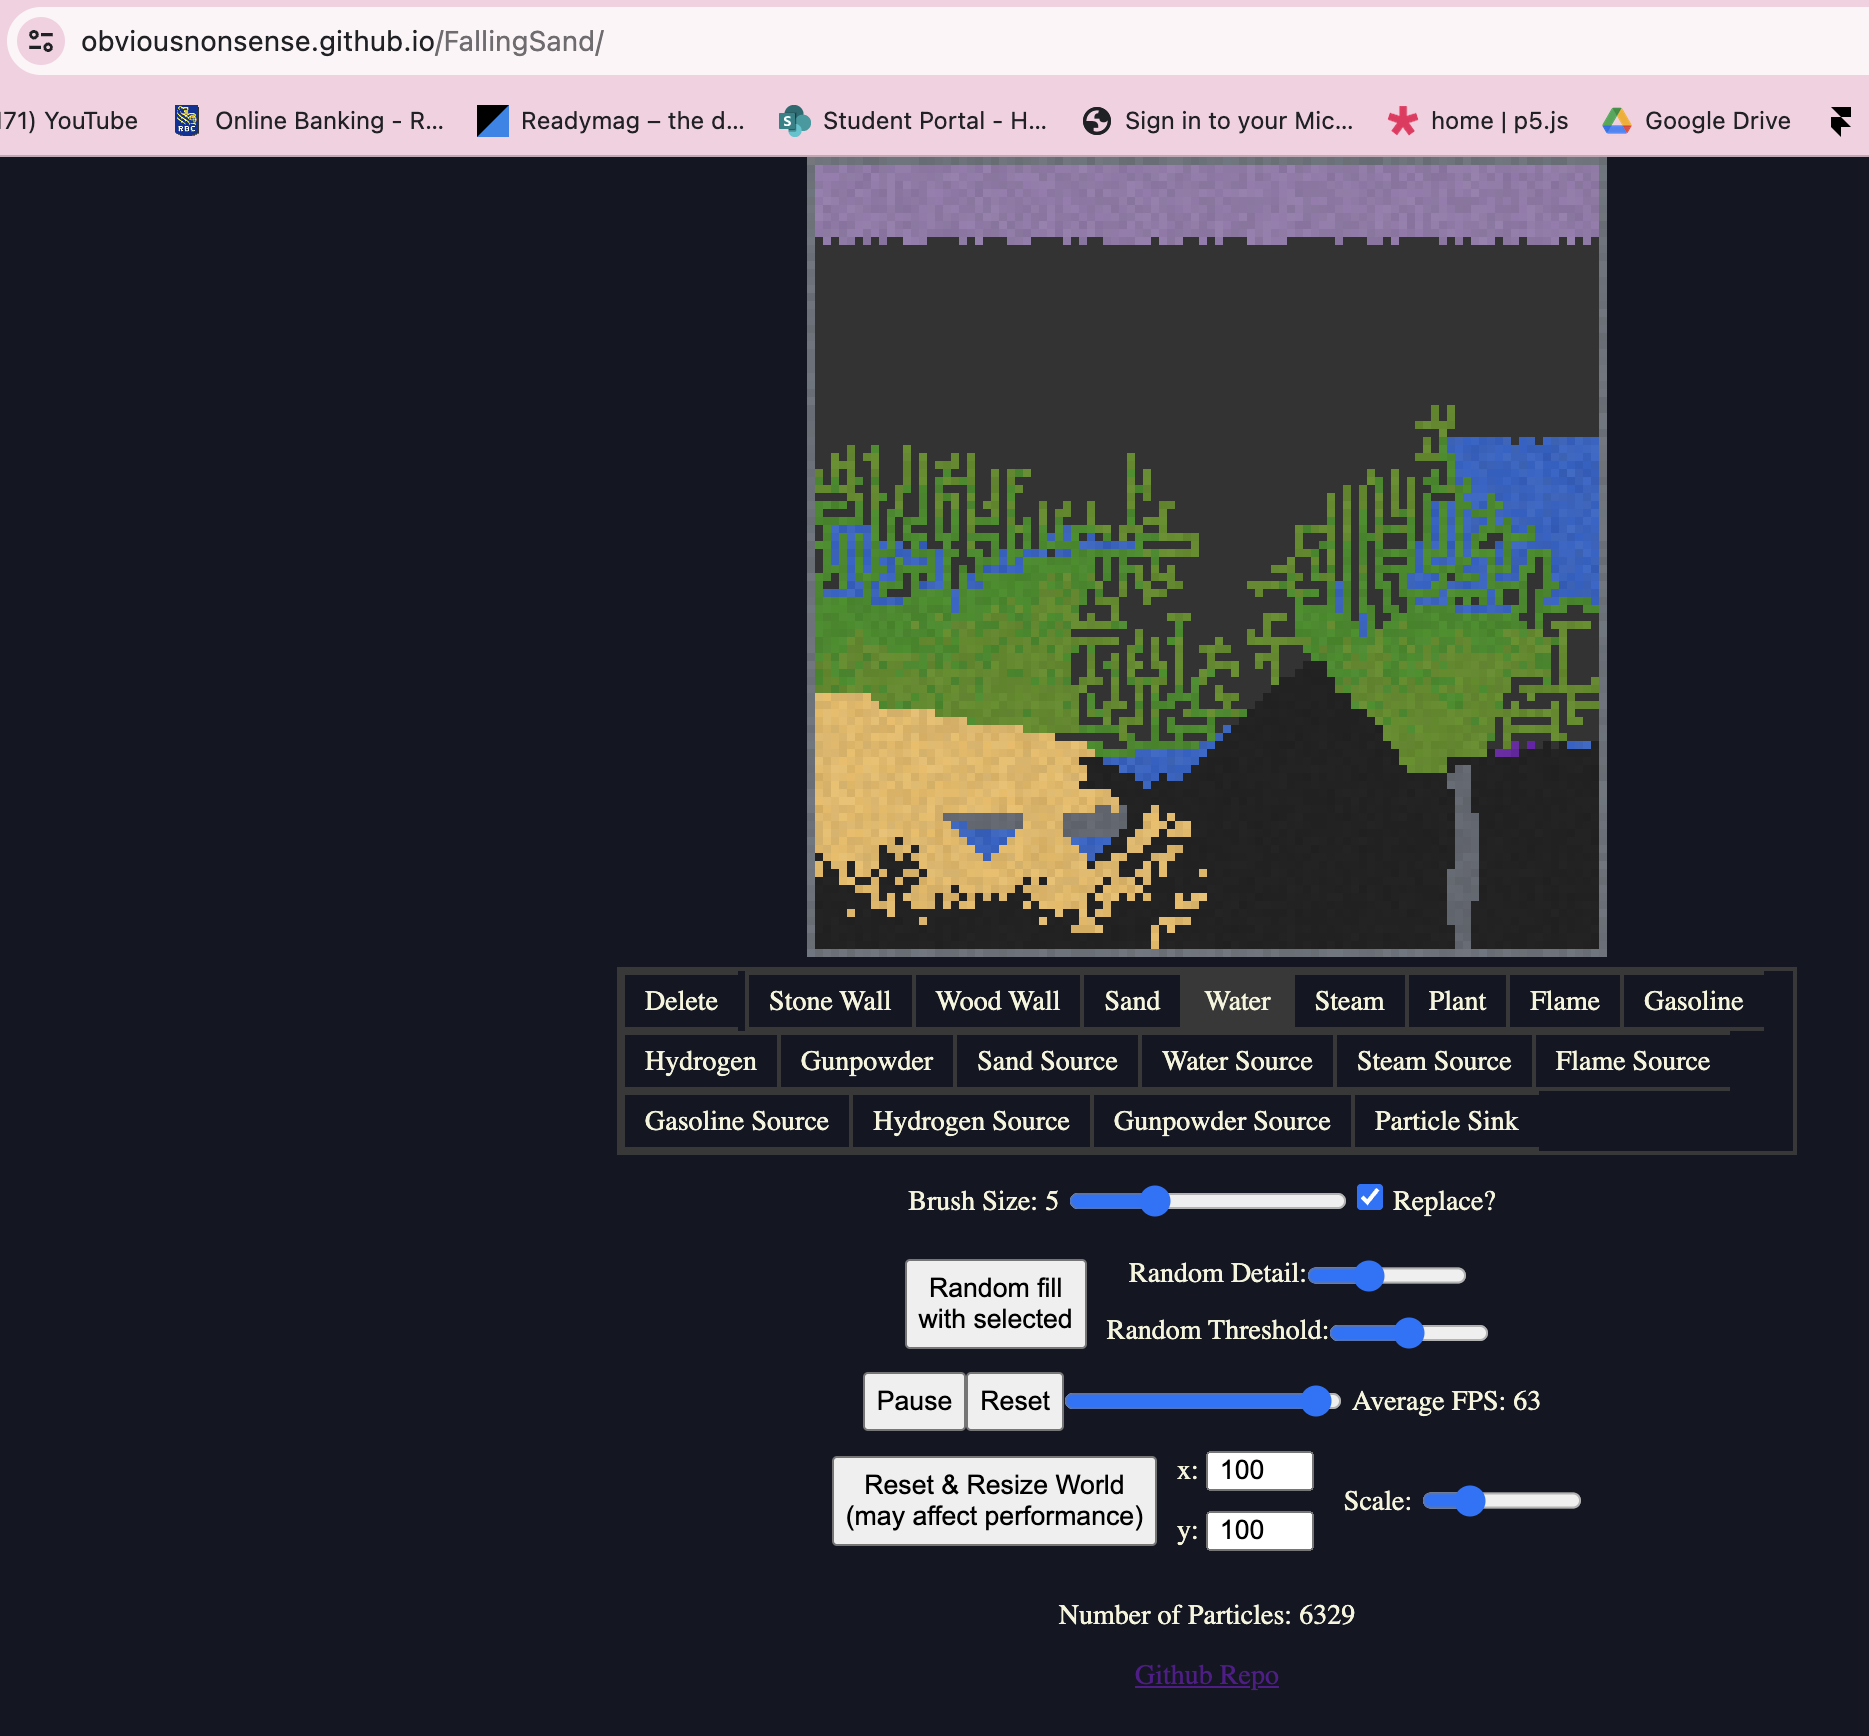 obviousnonsense.github.io/FallingSand/
171) YouTube RBC Online Banking - R... Readymag – the d... S Student Portal - H... Sign in to your Mic... home | p5.js Google Drive
Delete Stone Wall Wood Wall Sand Water Steam Plant Flame Gasoline
Hydrogen Gunpowder Sand Source Water Source Steam Source Flame Source
Gasoline Source Hydrogen Source Gunpowder Source Particle Sink
Brush Size: 5 Replace?
Random fill
with selected
Random Detail:
Random Threshold:
Pause Reset Average FPS: 63
Reset & Resize World
(may affect performance)
x: 100
y: 100
Scale:
Number of Particles: 6329
Github Repo